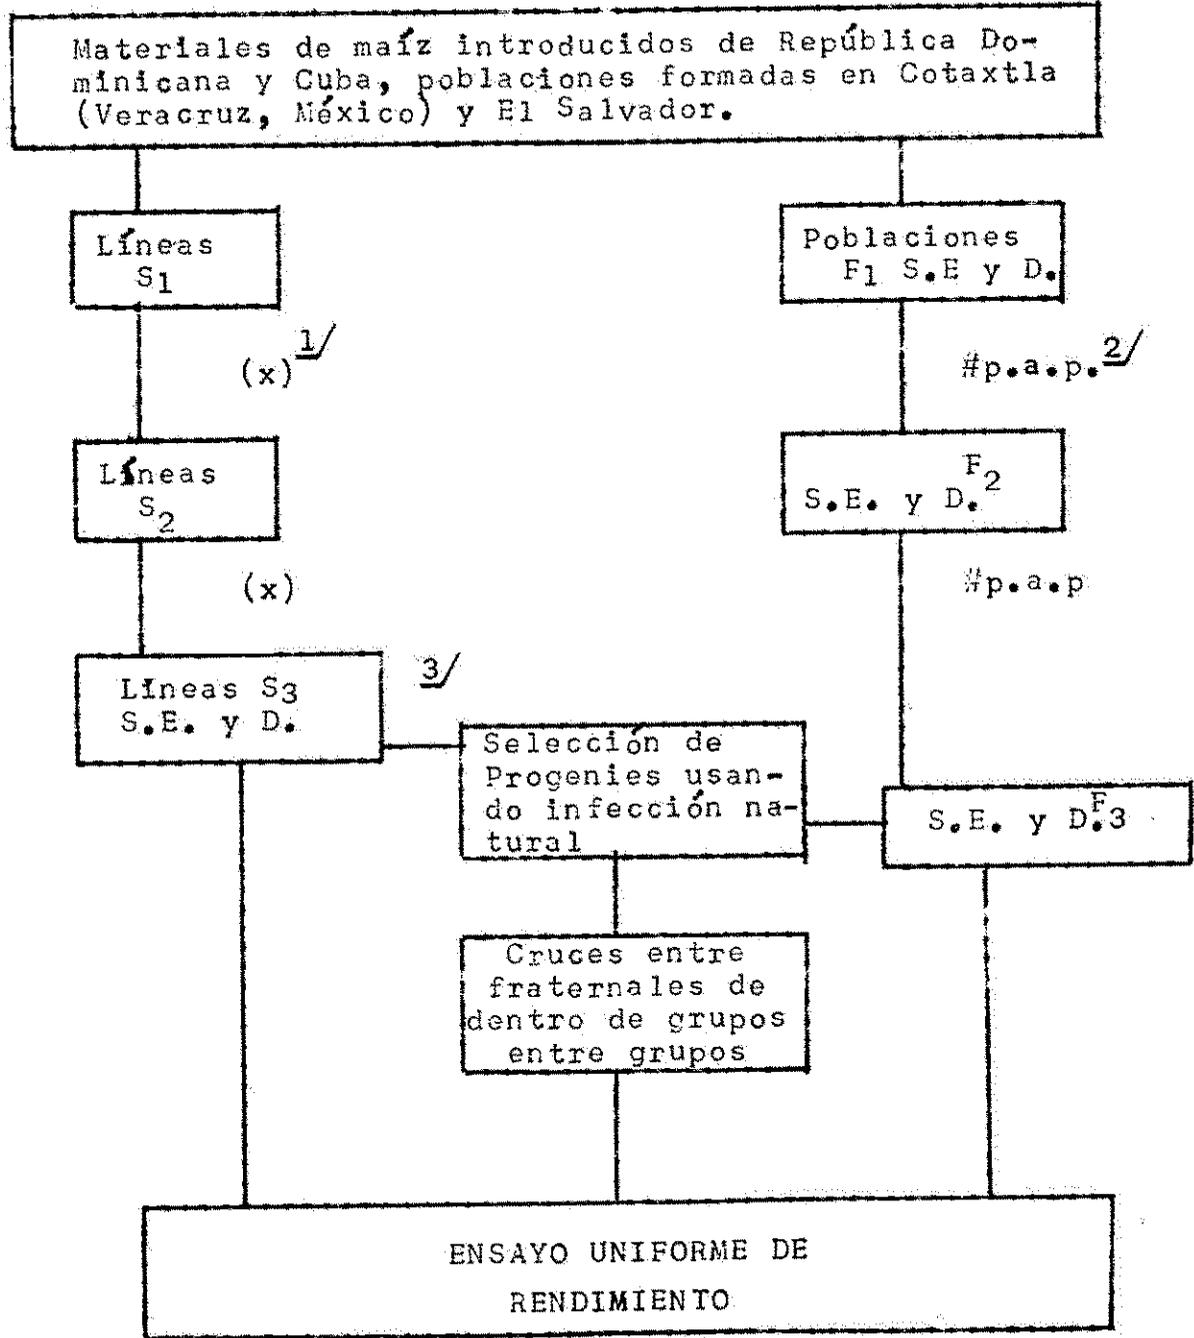 Materiales de maíz introducidos de República Do-
minicana y Cuba, poblaciones formadas en Cotaxtla
(Veracruz, México) y El Salvador.
Líneas
S1
Poblaciones
F1 S.E y D.
(x) 1/
#p.a.p. 2/
Líneas
S2
F2
S.E. y D.
(x)
#p.a.p
Líneas S3
S.E. y D.
3/
Selección de
Progenies usan-
do infección na-
tural
F3
S.E. y D.
Cruces entre
fraternales de
dentro de grupos
entre grupos
ENSAYO UNIFORME DE
RENDIMIENTO